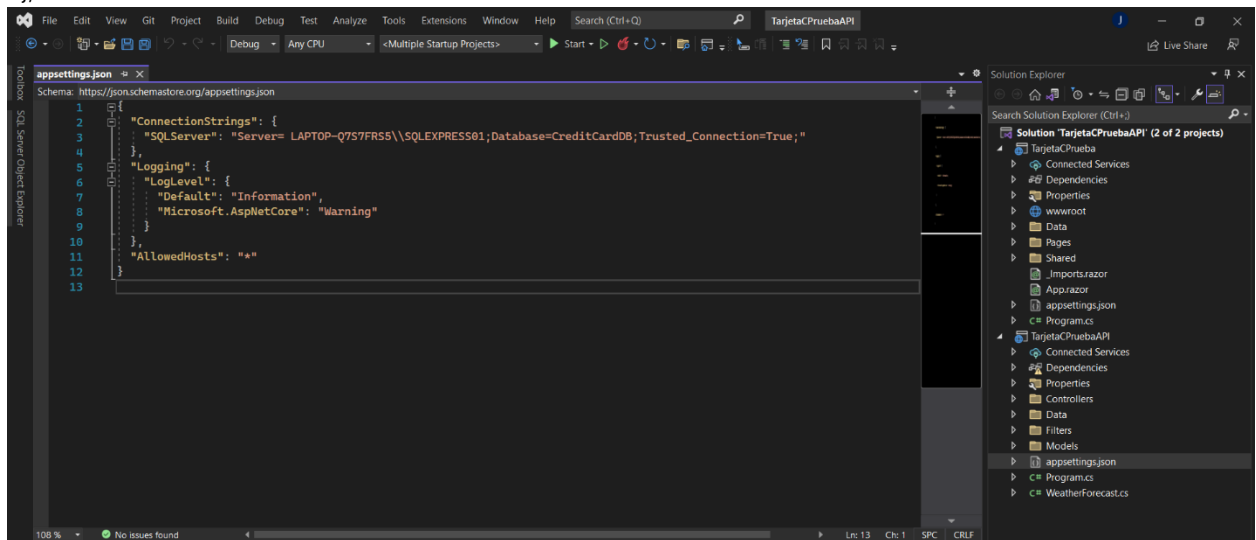 File Edit View Git Project Build Debug Test Analyze Tools Extensions Window Help Search (Ctrl+Q) TarjetaCPruebaAPI J
Debug Any CPU <Multiple Startup Projects> Start Live Share
Toolbox
SQL Server Object Explorer
appsettings.json
Schema: https://json.schemastore.org/appsettings.json
1 {
2 "ConnectionStrings": {
3 "SQLServer": "Server= LAPTOP-Q7S7FRS5\\SQLEXPRESS01;Database=CreditCardDB;Trusted_Connection=True;"
4 },
5 "Logging": {
6 "LogLevel": {
7 "Default": "Information",
8 "Microsoft.AspNetCore": "Warning"
9 }
10 },
11 "AllowedHosts": "*"
12 }
13
108 % No issues found Ln: 13 Ch: 1 SPC CRLF
Solution Explorer
Search Solution Explorer (Ctrl+;)
Solution 'TarjetaCPruebaAPI' (2 of 2 projects)
TarjetaCPrueba
Connected Services
Dependencies
Properties
wwwroot
Data
Pages
Shared
_Imports.razor
App.razor
appsettings.json
C# Program.cs
TarjetaCPruebaAPI
Connected Services
Dependencies
Properties
Controllers
Data
Filters
Models
appsettings.json
C# Program.cs
C# WeatherForecast.cs